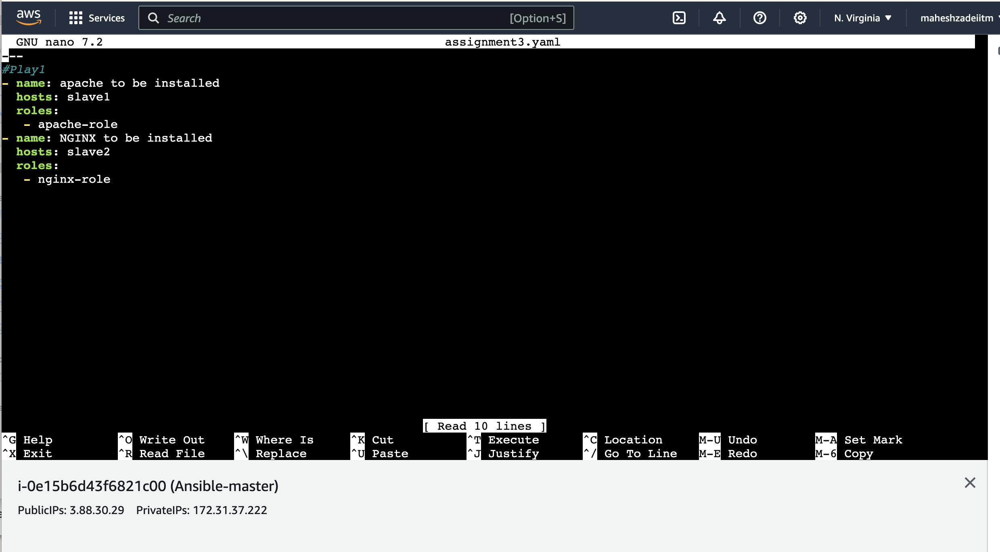 aws Services Search [Option+S] N. Virginia maheshzadeiitm
GNU nano 7.2 assignment3.yaml
---
#Play1
- name: apache to be installed
  hosts: slave1
  roles:
   - apache-role
- name: NGINX to be installed
  hosts: slave2
  roles:
   - nginx-role
[ Read 10 lines ]
^G Help ^O Write Out ^W Where Is ^K Cut ^T Execute ^C Location M-U Undo M-A Set Mark
^X Exit ^R Read File ^\ Replace ^U Paste ^J Justify ^/ Go To Line M-E Redo M-6 Copy
i-0e15b6d43f6821c00 (Ansible-master)
PublicIPs: 3.88.30.29 PrivateIPs: 172.31.37.222